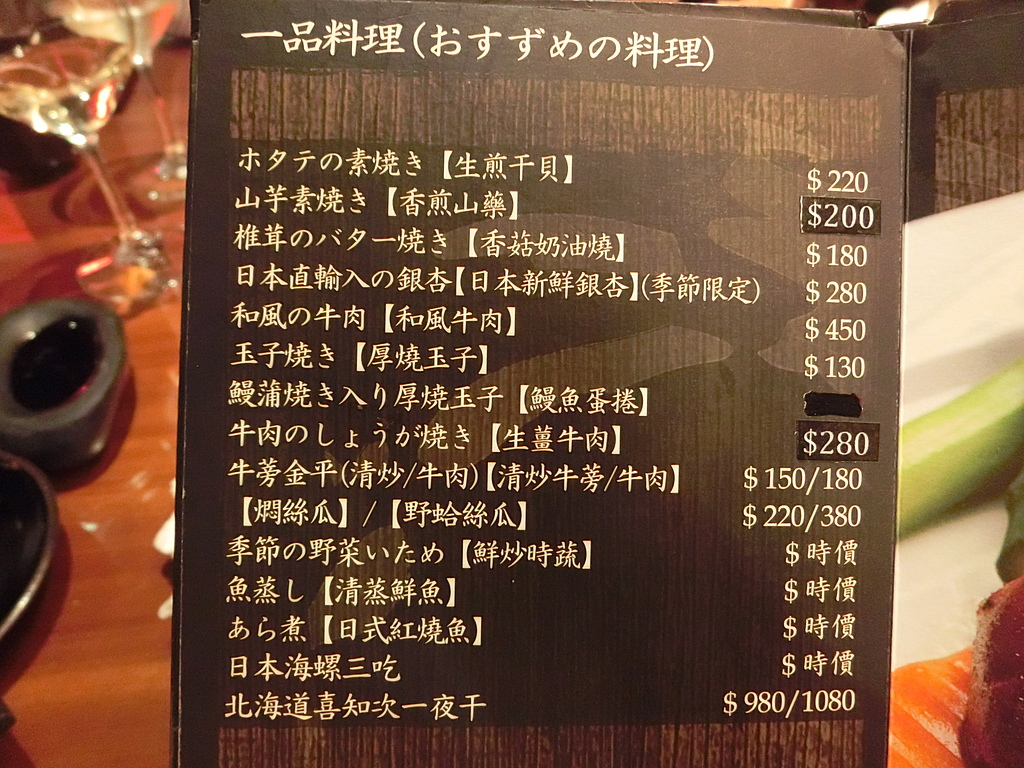 一品料理(おすずめの料理)
ホタテの素焼き【生煎干貝】 $220
山芋素焼き【香煎山藥】 $200
椎茸のバター焼き【香菇奶油燒】 $180
日本直輸入の銀杏【日本新鮮銀杏】(季節限定) $280
和風の牛肉【和風牛肉】 $450
玉子焼き【厚燒玉子】 $130
鰻蒲焼き入り厚焼玉子【鰻魚蛋捲】
牛肉のしょうが焼き【生薑牛肉】 $280
牛蒡金平(清炒/牛肉)【清炒牛蒡/牛肉】 $150/180
【燜絲瓜】/【野蛤絲瓜】 $220/380
季節の野菜いため【鮮炒時蔬】 $時價
魚蒸し【清蒸鮮魚】 $時價
あら煮【日式紅燒魚】 $時價
日本海螺三吃 $時價
北海道喜知次一夜干 $980/1080